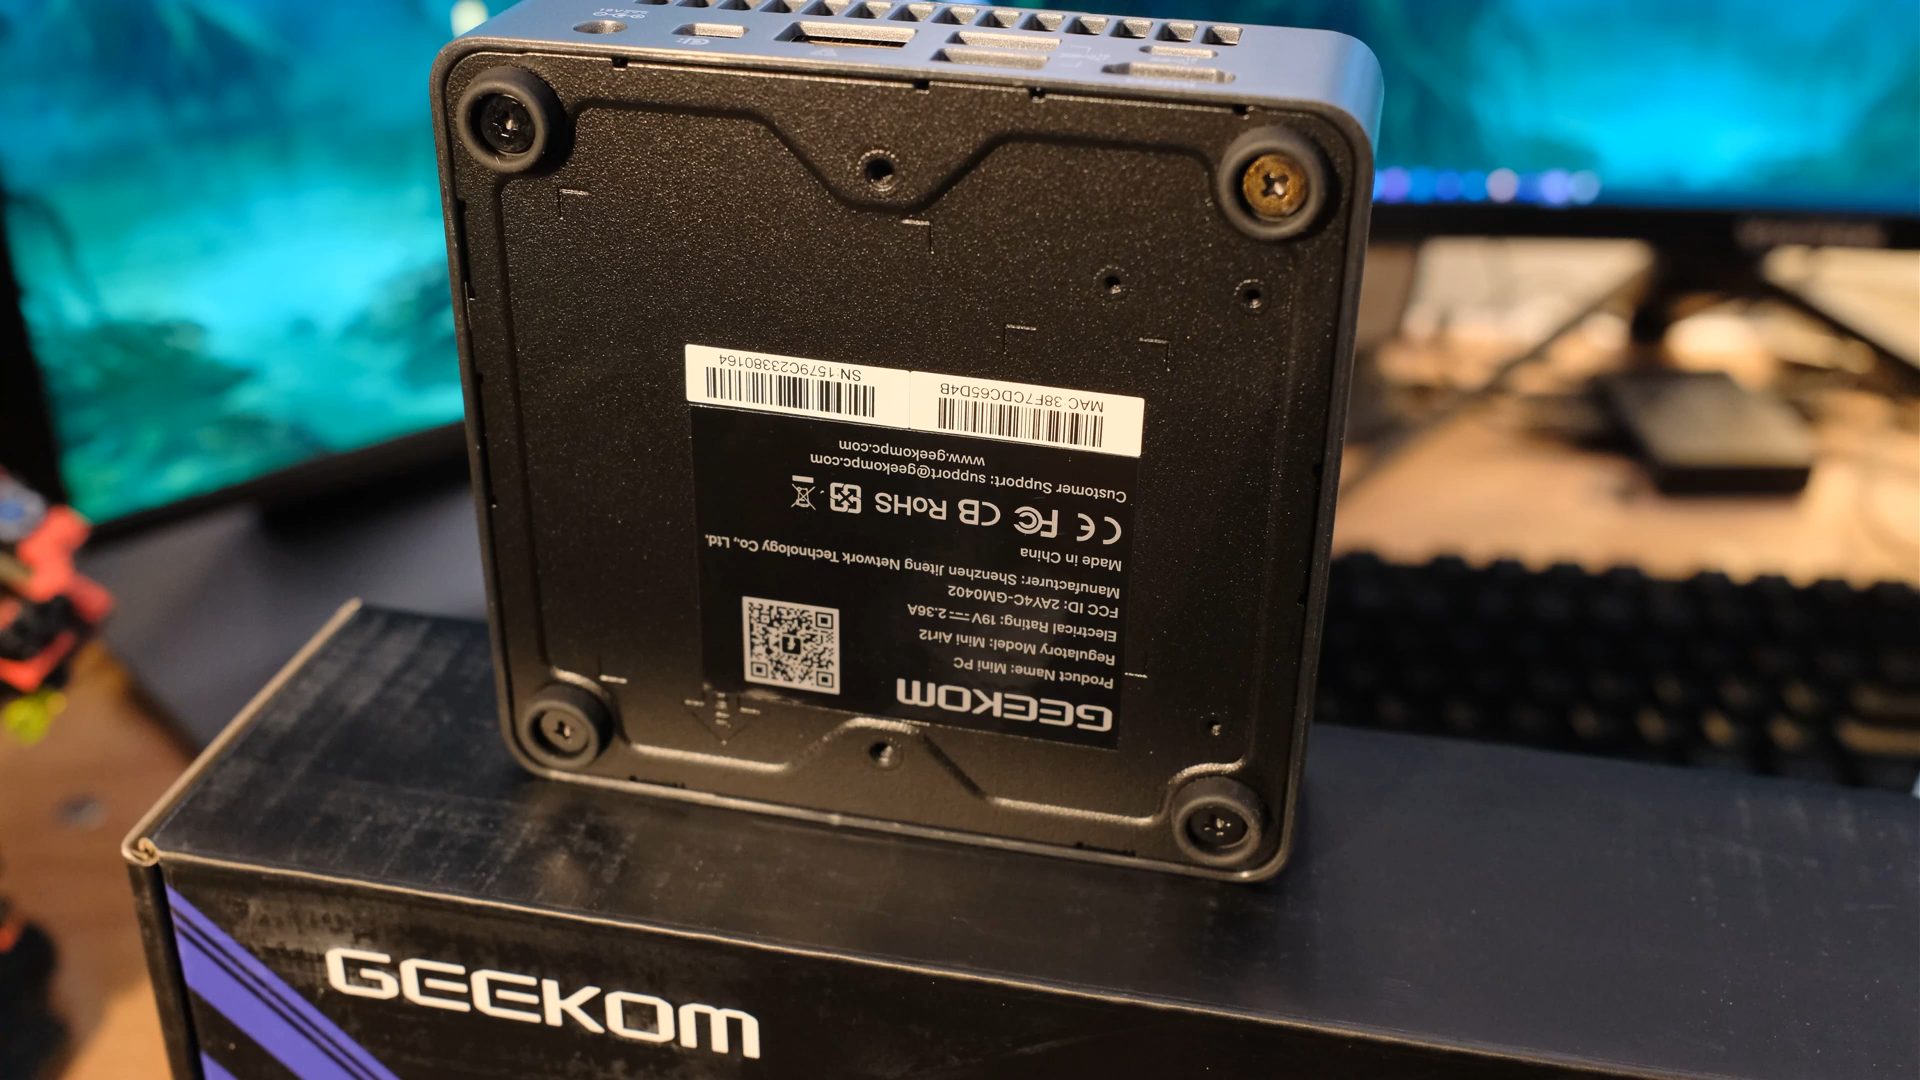 GEEKOM
Product Name: Mini PC
Regulatory Model: Mini Air12
Electrical Rating: 19V⎓2.36A
FCC ID: 2AY4C-GM0402
Manufacturer: Shenzhen Jiteng Network Technology Co., Ltd.
Made in China
CE FC CB RoHS
Customer Support: support@geekompc.com
www.geekompc.com
MAC:38F7CDC65D4B
SN:1579C23380164
GEEKOM